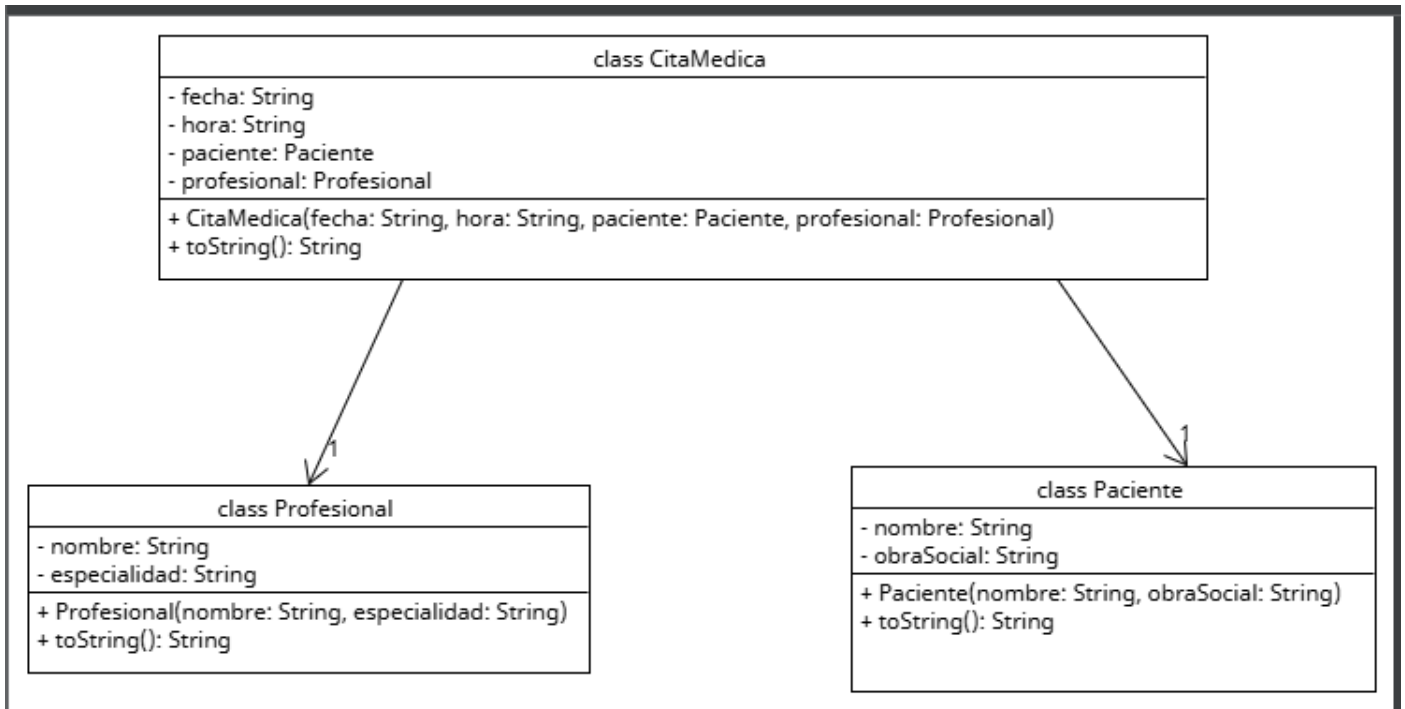 class CitaMedica
- fecha: String
- hora: String
- paciente: Paciente
- profesional: Profesional
+ CitaMedica(fecha: String, hora: String, paciente: Paciente, profesional: Profesional)
+ toString(): String
1
1
class Profesional
- nombre: String
- especialidad: String
+ Profesional(nombre: String, especialidad: String)
+ toString(): String
class Paciente
- nombre: String
- obraSocial: String
+ Paciente(nombre: String, obraSocial: String)
+ toString(): String